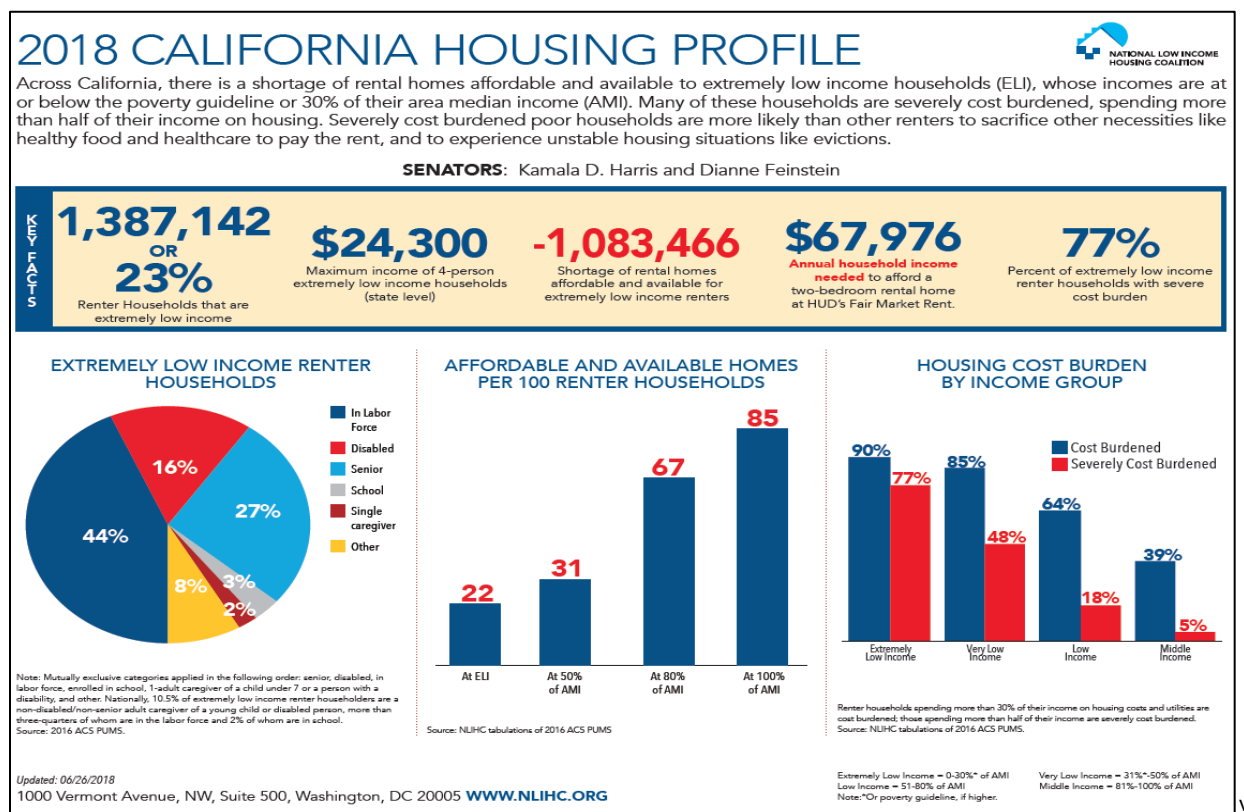 2018 CALIFORNIA HOUSING PROFILE
NATIONAL LOW INCOME
HOUSING COALITION
Across California, there is a shortage of rental homes affordable and available to extremely low income households (ELI), whose incomes are at
or below the poverty guideline or 30% of their area median income (AMI). Many of these households are severely cost burdened, spending more
than half of their income on housing. Severely cost burdened poor households are more likely than other renters to sacrifice other necessities like
healthy food and healthcare to pay the rent, and to experience unstable housing situations like evictions.
SENATORS: Kamala D. Harris and Dianne Feinstein
KEY FACTS
1,387,142
OR
23%
Renter Households that are
extremely low income
$24,300
Maximum income of 4-person
extremely low income households
(state level)
-1,083,466
Shortage of rental homes
affordable and available for
extremely low income renters
$67,976
Annual household income
needed to afford a
two-bedroom rental home
at HUD's Fair Market Rent.
77%
Percent of extremely low income
renter households with severe
cost burden
EXTREMELY LOW INCOME RENTER
HOUSEHOLDS
In Labor
Force
Disabled
Senior
School
Single
caregiver
Other
16%
27%
44%
3%
8%
2%
Note: Mutually exclusive categories applied in the following order: senior, disabled, in
labor force, enrolled in school, 1-adult caregiver of a child under 7 or a person with a
disability, and other. Nationally, 10.5% of extremely low income renter householders are a
non-disabled/non-senior adult caregiver of a young child or disabled person, more than
three-quarters of whom are in the labor force and 2% of whom are in school.
Source: 2016 ACS PUMS.
AFFORDABLE AND AVAILABLE HOMES
PER 100 RENTER HOUSEHOLDS
22
31
67
85
At ELI
At 50%
of AMI
At 80%
of AMI
At 100%
of AMI
Source: NLIHC tabulations of 2016 ACS PUMS
HOUSING COST BURDEN
BY INCOME GROUP
Cost Burdened
Severely Cost Burdened
90%
77%
85%
48%
64%
18%
39%
5%
Extremely
Low Income
Very Low
Income
Low
Income
Middle
Income
Renter households spending more than 30% of their income on housing costs and utilities are
cost burdened; those spending more than half of their income are severely cost burdened.
Source: NLIHC tabulations of 2016 ACS PUMS.
Updated: 06/26/2018
1000 Vermont Avenue, NW, Suite 500, Washington, DC 20005 WWW.NLIHC.ORG
Extremely Low Income = 0-30%* of AMI
Low Income = 51-80% of AMI
Note:*Or poverty guideline, if higher.
Very Low Income = 31%*-50% of AMI
Middle Income = 81%-100% of AMI